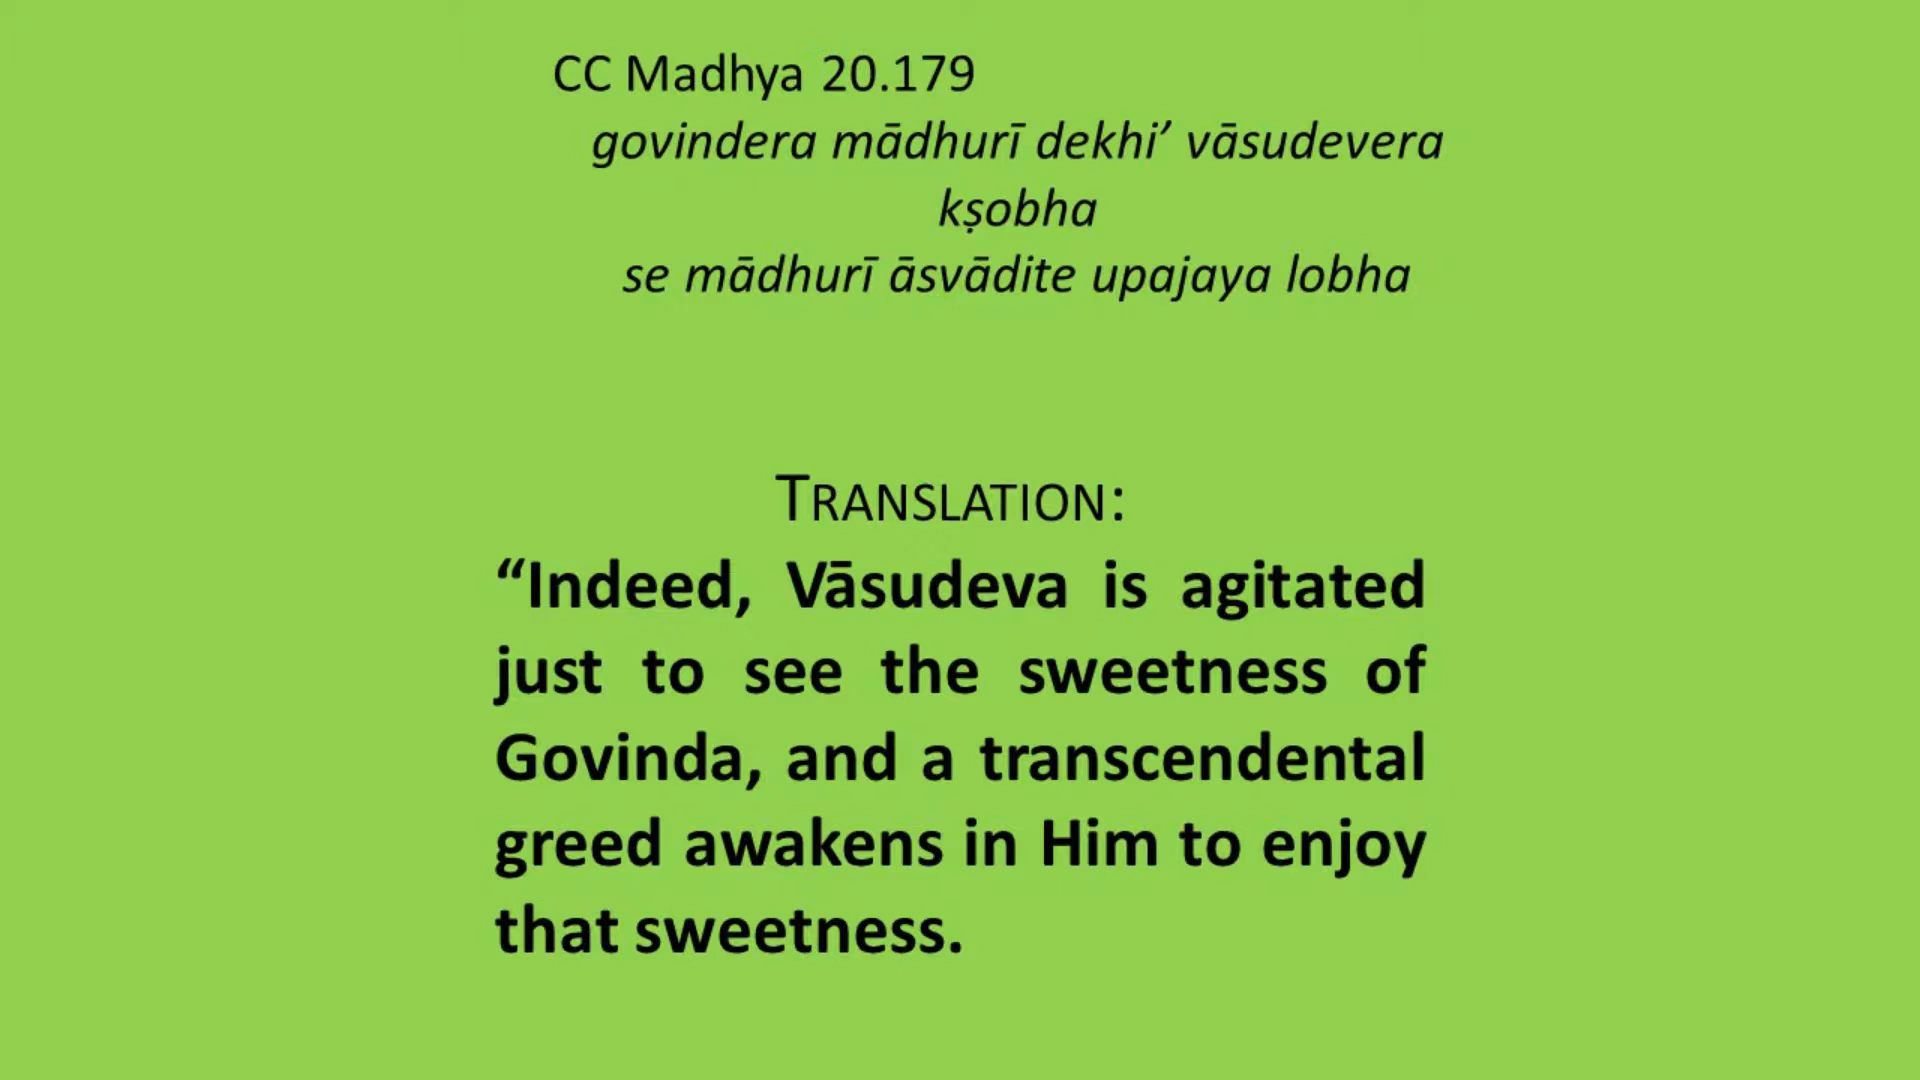 CC Madhya 20.179
govindera mādhurī dekhi’ vāsudevera
kṣobha
se mādhurī āsvādite upajaya lobha
TRANSLATION:
“Indeed, Vāsudeva is agitated
just to see the sweetness of
Govinda, and a transcendental
greed awakens in Him to enjoy
that sweetness.